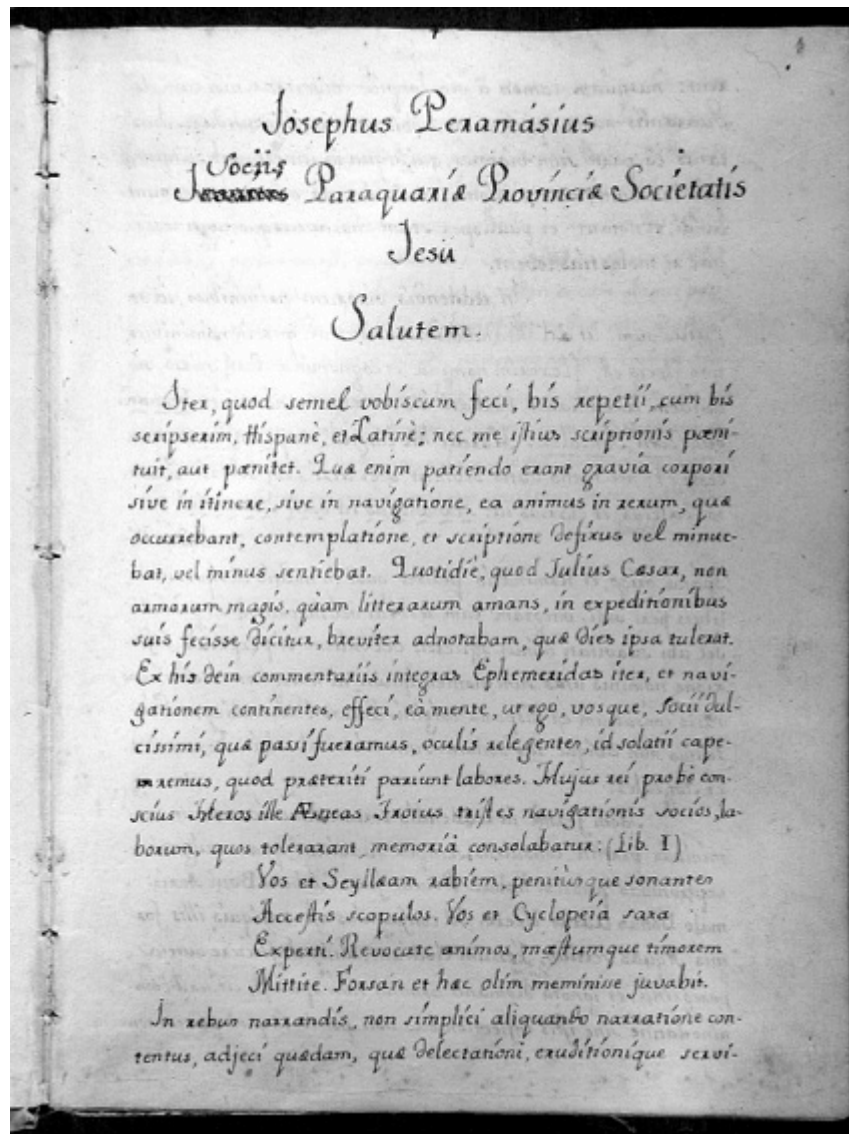 Josephus Peramásius
Socijs
Paraquariæ Provinciæ Societatis
Jesu
Salutem.
Iter, quod semel vobiscum feci, bis repetii, cum bis
scripserim, Hispanè, et Latinè; nec me istius scriptionis pœni-
tuit, aut pœnitet. Quæ enim patiendo erant gravia corpori
sive in itinere, sive in navigatione, ea animus in rerum, quæ
occurrebant, contemplatione, et scriptione defixus vel minue-
bat, vel minus sentiebat. Quotidiè, quod Julius Cæsar, non
armorum magis, quàm litterarum amans, in expeditionibus
suis fecisse dicitur, breviter adnotabam, quæ dies ipsa tulerat.
Ex his dein commentariis integras Ephemeridas iter, et navi-
gationem continentes, effeci, eâ mente, ut ego, vosque, socii dul-
cissimi, quæ passi fueramus, oculis relegentes, id solatii cape-
remus, quod præteriti pariunt labores. Hujus rei probè con-
scius Heros ille Æneas Troius tristes navigationis socios, la-
borum, quos tolerarant, memoriâ consolabatur: (Lib. I)
Vos et Scyllæam rabiem, penitùsque sonantes
Accestis scopulos. Vos et Cyclopeia saxa
Experti. Revocate animos, mæstumque timorem
Mittite. Forsan et hæc olim meminisse juvabit.
In rebus narrandis, non simplici aliquando narratione con-
tentus, adjeci quædam, quæ delectationi, eruditionique servi-